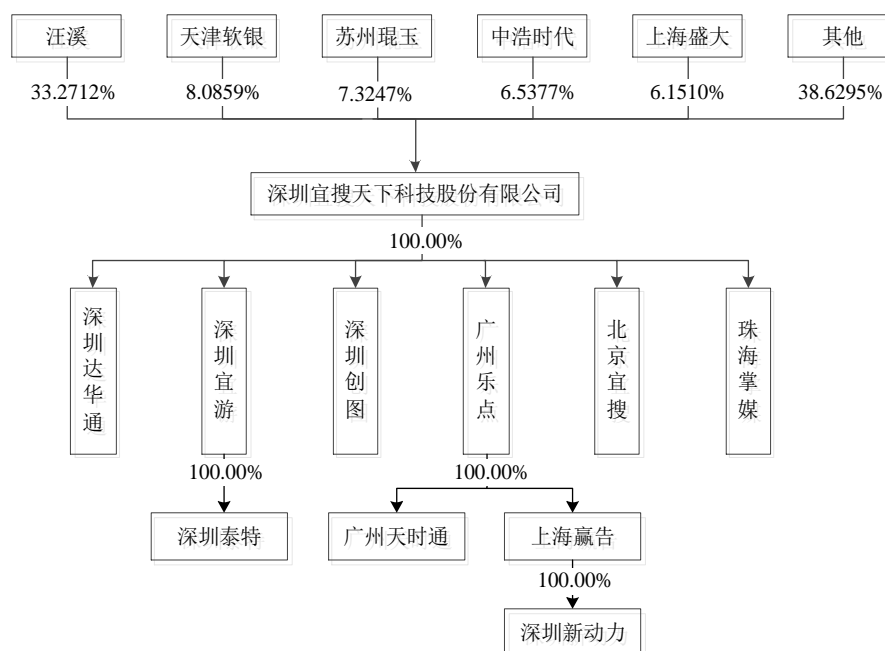 汪溪
天津软银
苏州琨玉
中浩时代
上海盛大
其他
33.2712%
8.0859%
7.3247%
6.5377%
6.1510%
38.6295%
深圳宜搜天下科技股份有限公司
100.00%
深圳达华通
深圳宜游
深圳创图
广州乐点
北京宜搜
珠海掌媒
100.00%
100.00%
深圳泰特
广州天时通
上海赢告
100.00%
深圳新动力